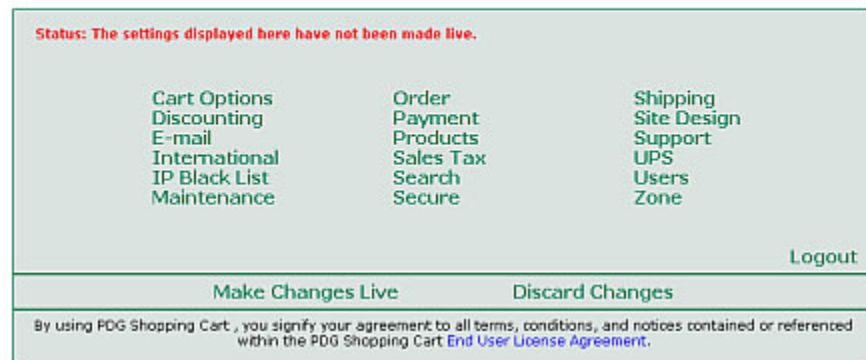 Status: The settings displayed here have not been made live.
Cart Options
Discounting
E-mail
International
IP Black List
Maintenance
Order
Payment
Products
Sales Tax
Search
Secure
Shipping
Site Design
Support
UPS
Users
Zone
Logout
Make Changes Live
Discard Changes
By using PDG Shopping Cart , you signify your agreement to all terms, conditions, and notices contained or referenced
within the PDG Shopping Cart End User License Agreement.